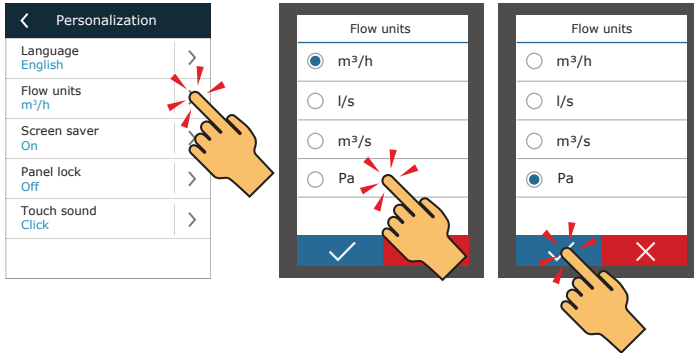 Personalization
Language
English
Flow units
m³/h
Screen saver
On
Panel lock
Off
Touch sound
Click
Flow units
m³/h
l/s
m³/s
Pa
Flow units
m³/h
l/s
m³/s
Pa